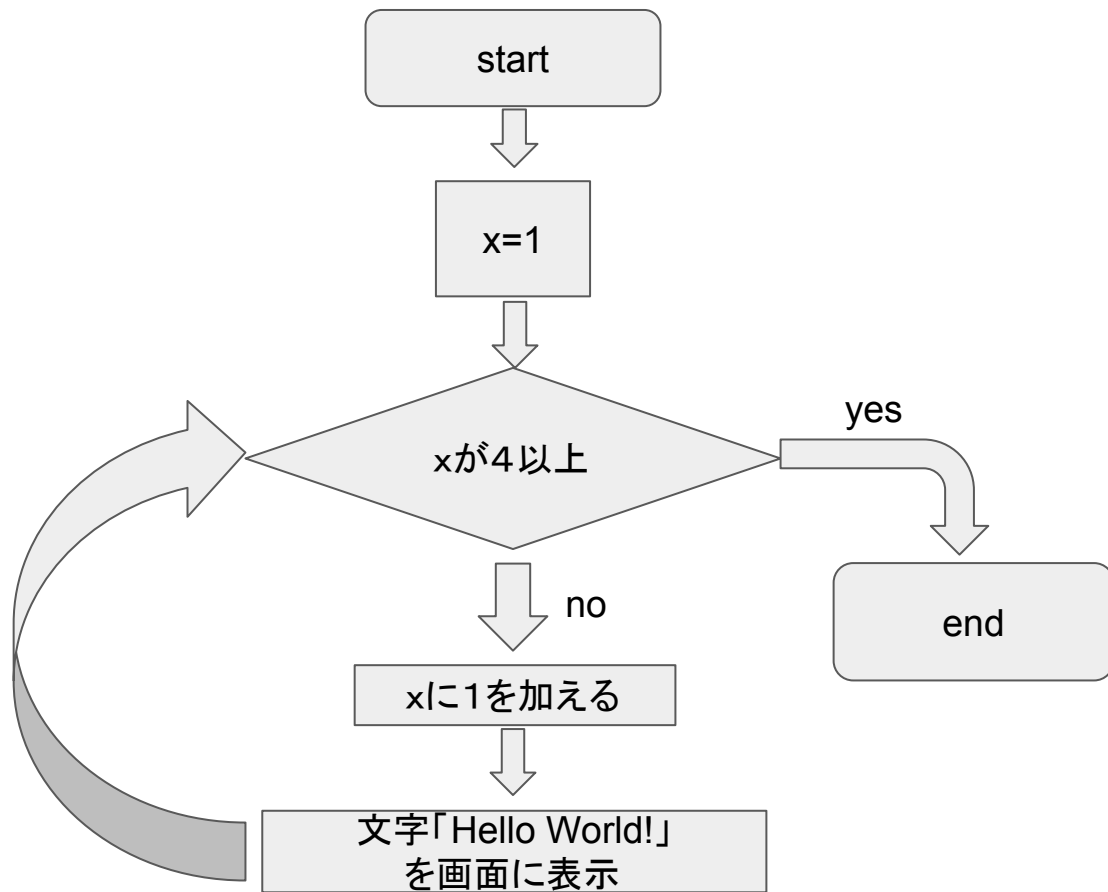 start
x=1
yes
xが４以上
no
end
xに１を加える
文字｢Hello World!｣
を画面に表示